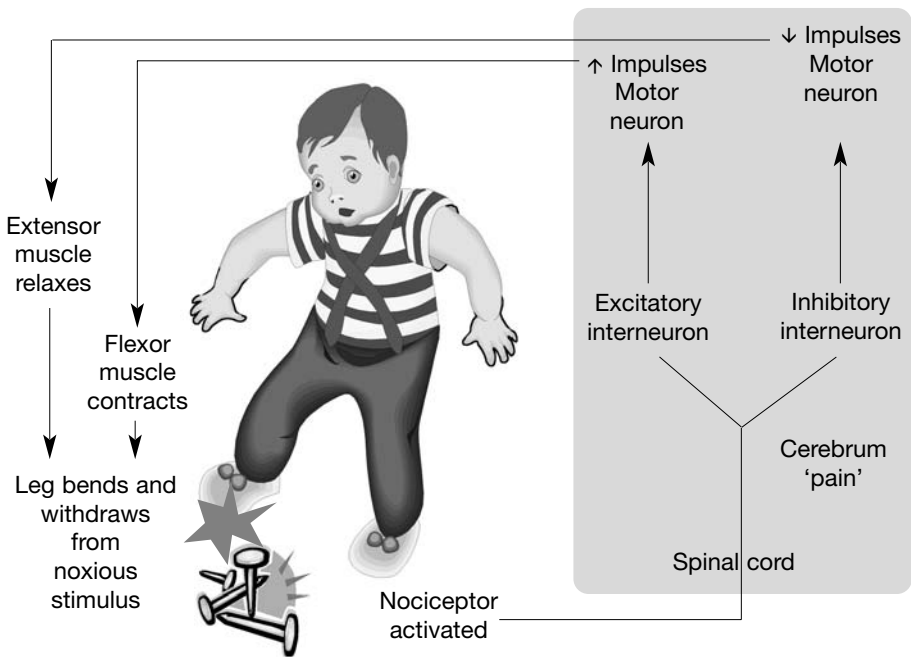 ↓ Impulses
Motor
neuron
↑ Impulses
Motor
neuron
Extensor
muscle
relaxes
Flexor
muscle
contracts
Leg bends and
withdraws
from
noxious
stimulus
Excitatory
interneuron
Inhibitory
interneuron
Cerebrum
‘pain’
Spinal cord
Nociceptor
activated